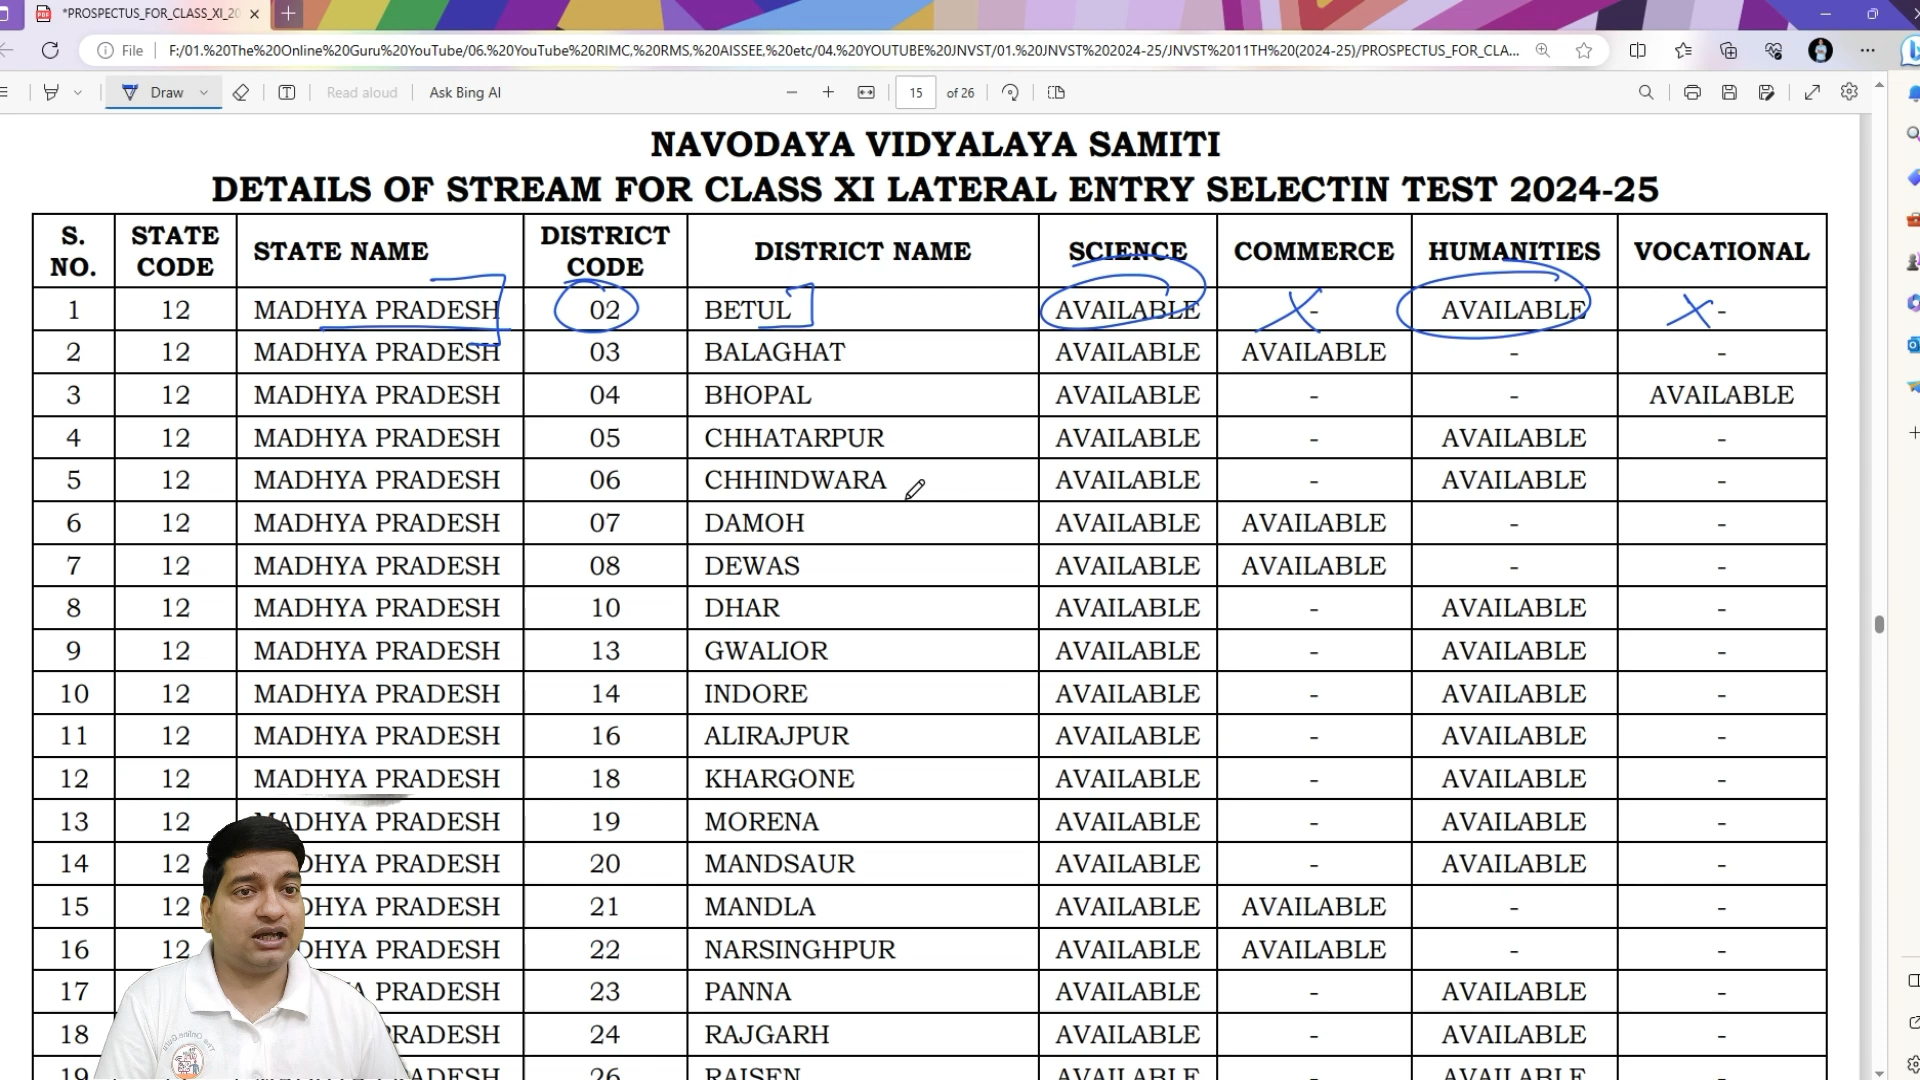 *PROSPECTUS_FOR_CLASS_XI_20
File F:/01.%20The%20Online%20Guru%20YouTube/06.%20YouTube%20RIMC,%20RMS,%20AISSEE,%20etc/04.%20YOUTUBE%20JNVST/01.%20JNVST%202024-25/JNVST%2011TH%20(2024-25)/PROSPECTUS_FOR_CLA...
Draw Read aloud Ask Bing AI 15 of 26
NAVODAYA VIDYALAYA SAMITI
DETAILS OF STREAM FOR CLASS XI LATERAL ENTRY SELECTIN TEST 2024-25
S. NO. STATE CODE STATE NAME DISTRICT CODE DISTRICT NAME SCIENCE COMMERCE HUMANITIES VOCATIONAL
1 12 MADHYA PRADESH 02 BETUL AVAILABLE - AVAILABLE -
2 12 MADHYA PRADESH 03 BALAGHAT AVAILABLE AVAILABLE - -
3 12 MADHYA PRADESH 04 BHOPAL AVAILABLE - - AVAILABLE
4 12 MADHYA PRADESH 05 CHHATARPUR AVAILABLE - AVAILABLE -
5 12 MADHYA PRADESH 06 CHHINDWARA AVAILABLE - AVAILABLE -
6 12 MADHYA PRADESH 07 DAMOH AVAILABLE AVAILABLE - -
7 12 MADHYA PRADESH 08 DEWAS AVAILABLE AVAILABLE - -
8 12 MADHYA PRADESH 10 DHAR AVAILABLE - AVAILABLE -
9 12 MADHYA PRADESH 13 GWALIOR AVAILABLE - AVAILABLE -
10 12 MADHYA PRADESH 14 INDORE AVAILABLE - AVAILABLE -
11 12 MADHYA PRADESH 16 ALIRAJPUR AVAILABLE - AVAILABLE -
12 12 MADHYA PRADESH 18 KHARGONE AVAILABLE - AVAILABLE -
13 12 MADHYA PRADESH 19 MORENA AVAILABLE - AVAILABLE -
14 12 DHYA PRADESH 20 MANDSAUR AVAILABLE - AVAILABLE -
15 12 DHYA PRADESH 21 MANDLA AVAILABLE AVAILABLE - -
16 12 DHYA PRADESH 22 NARSINGHPUR AVAILABLE AVAILABLE - -
17 PRADESH 23 PANNA AVAILABLE - AVAILABLE -
18 PRADESH 24 RAJGARH AVAILABLE - AVAILABLE -
19 ADESH 26 RAISEN AVAILABLE AVAILABLE